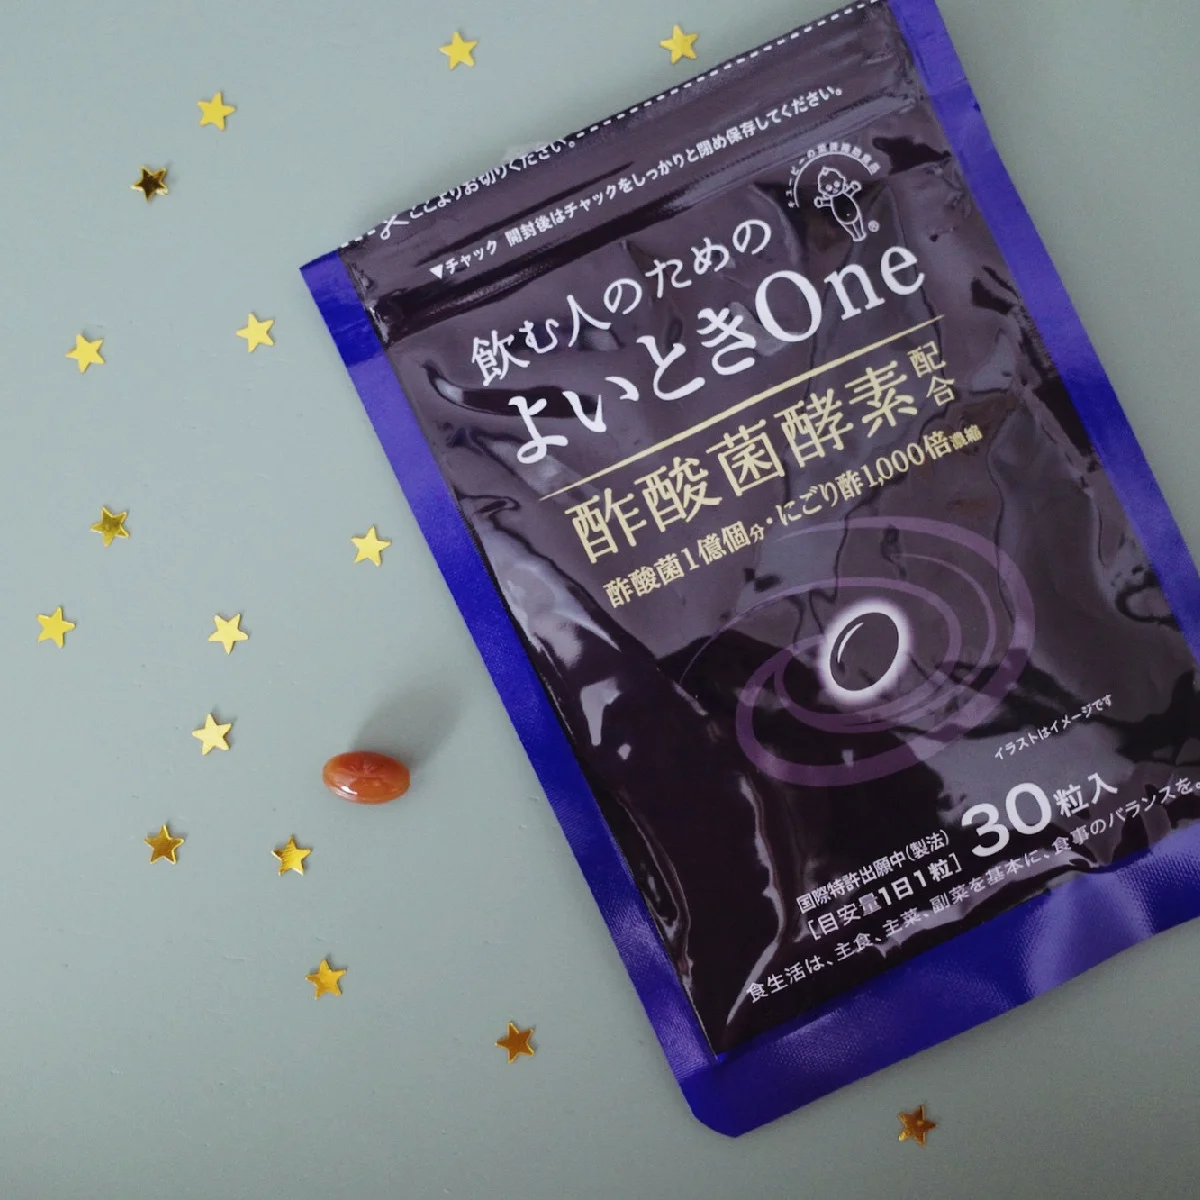 ここよりお切りください。
▼チャック 開封後はチャックをしっかりと閉め保存してください。
キユーピーの
®
飲む人のための
よいときOne
酢酸菌酵素配合
酢酸菌1億個分・にごり酢1,000倍濃縮
イラストはイメージです
国際特許出願中(製法)
30粒入
[目安量1日1粒]
食生活は、主食、主菜、副菜を基本に、食事のバランスを。